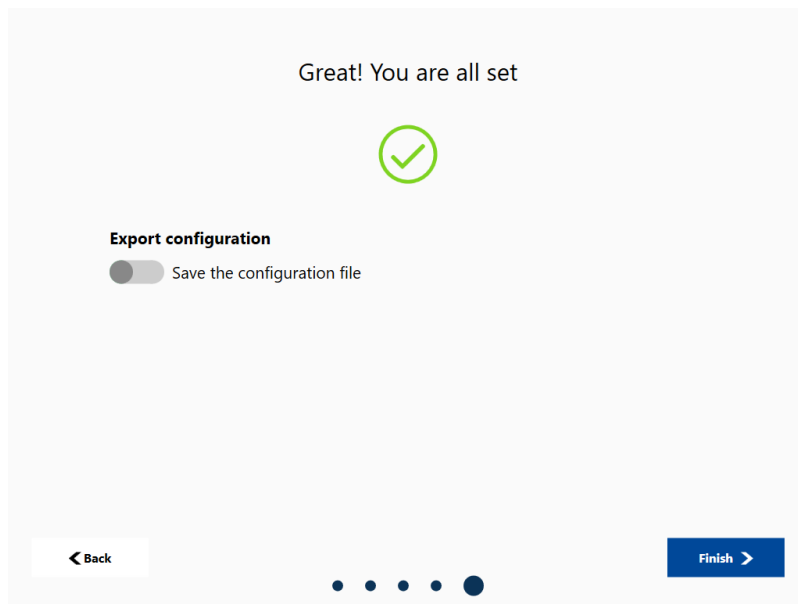 Great! You are all set
Export configuration
Save the configuration file
Back
Finish